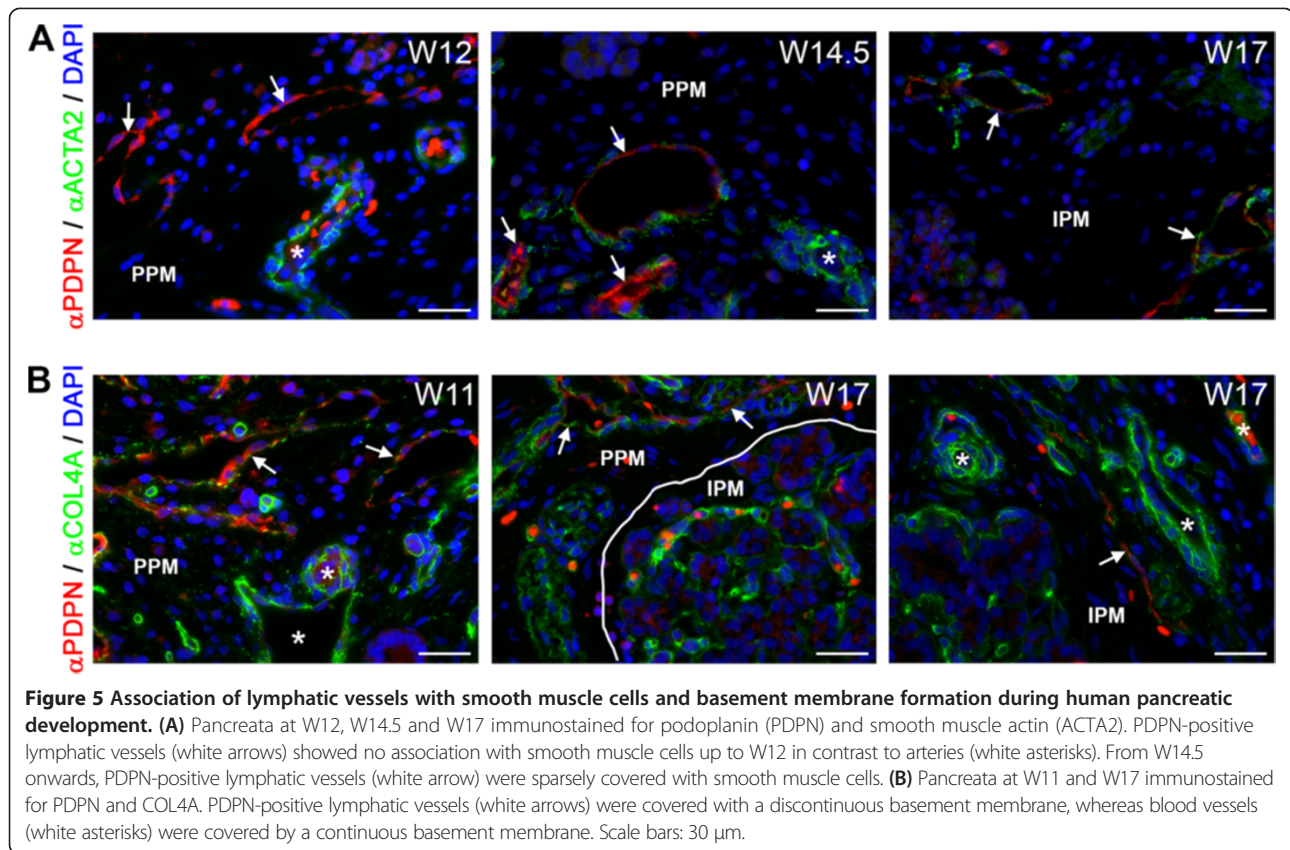 A
αPDPN / αACTA2 / DAPI
W12
PPM
*
W14.5
PPM
*
W17
IPM
B
αPDPN / αCOL4A / DAPI
W11
PPM
*
*
W17
PPM
IPM
W17
*
*
*
IPM
Figure 5 Association of lymphatic vessels with smooth muscle cells and basement membrane formation during human pancreatic
development. (A) Pancreata at W12, W14.5 and W17 immunostained for podoplanin (PDPN) and smooth muscle actin (ACTA2). PDPN-positive
lymphatic vessels (white arrows) showed no association with smooth muscle cells up to W12 in contrast to arteries (white asterisks). From W14.5
onwards, PDPN-positive lymphatic vessels (white arrow) were sparsely covered with smooth muscle cells. (B) Pancreata at W11 and W17 immunostained
for PDPN and COL4A. PDPN-positive lymphatic vessels (white arrows) were covered with a discontinuous basement membrane, whereas blood vessels
(white asterisks) were covered by a continuous basement membrane. Scale bars: 30 μm.